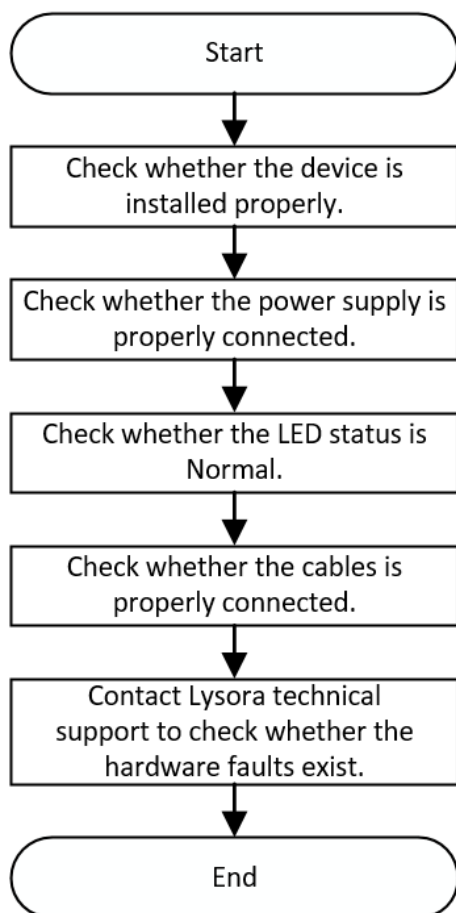 Start
Check whether the device is
installed properly.
Check whether the power supply is
properly connected.
Check whether the LED status is
Normal.
Check whether the cables is
properly connected.
Contact Lysora technical
support to check whether the
hardware faults exist.
End